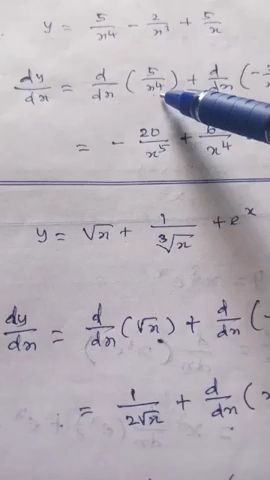 y = 5/x⁴ - 2/x³ + 5/x
dy/dx = d/dx (5/x⁴) + d/dx (-
= - 20/x⁵ + 6/x⁴
y = √x + 1/∛x + eˣ
dy/dx = d/dx (√x) + d/dx (
= 1/2√x + d/dx (